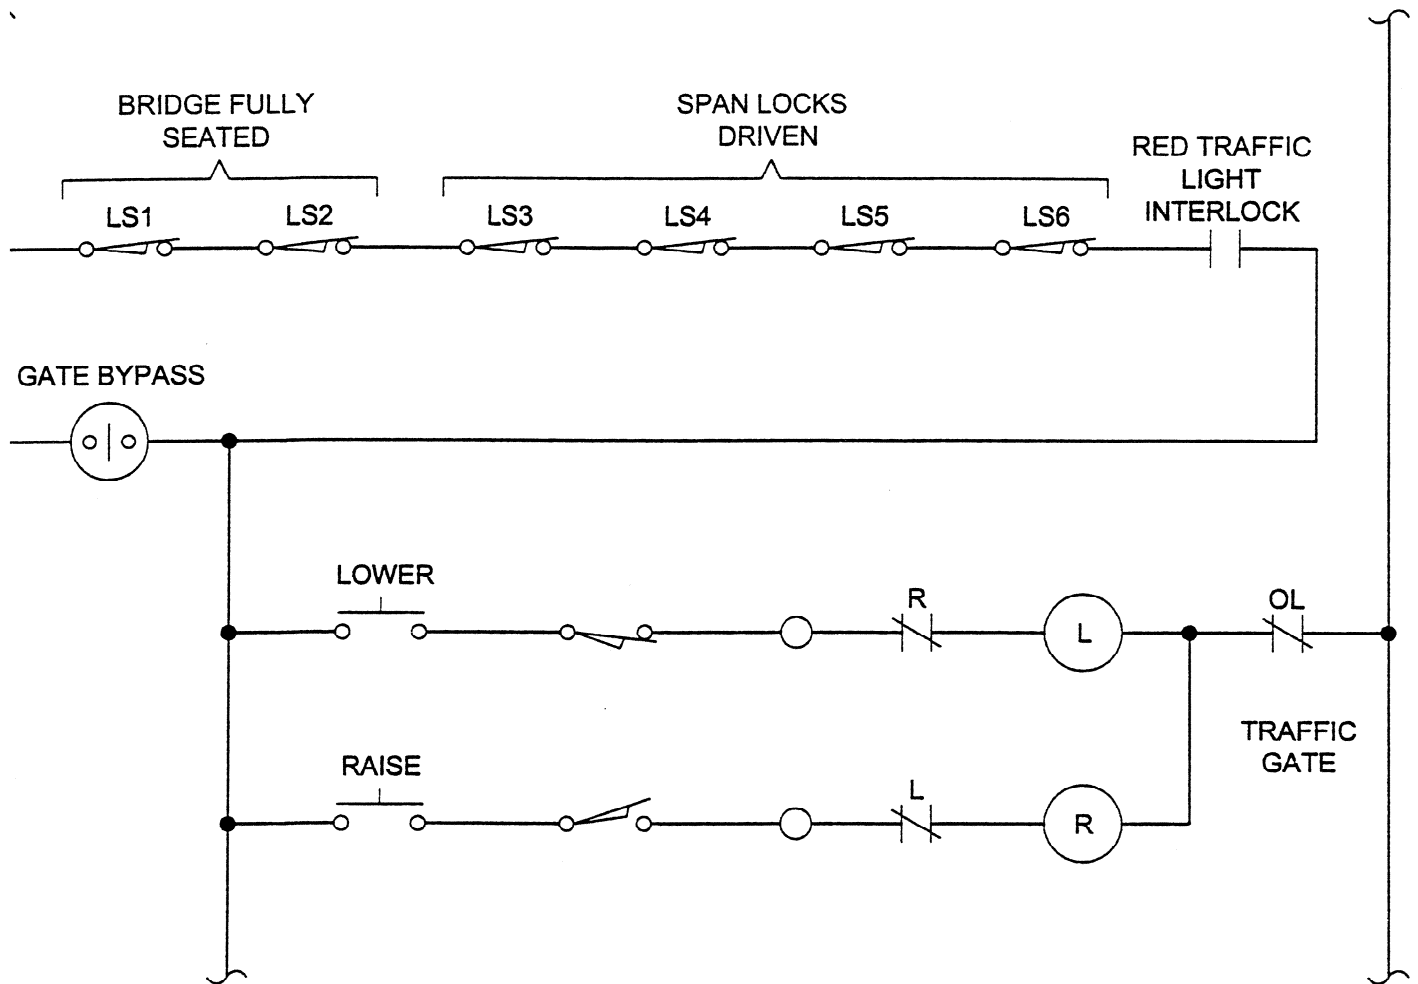 BRIDGE FULLY
SEATED
SPAN LOCKS
DRIVEN
RED TRAFFIC
LIGHT
INTERLOCK
LS1
LS2
LS3
LS4
LS5
LS6
GATE BYPASS
LOWER
R
L
OL
TRAFFIC
GATE
RAISE
L
R